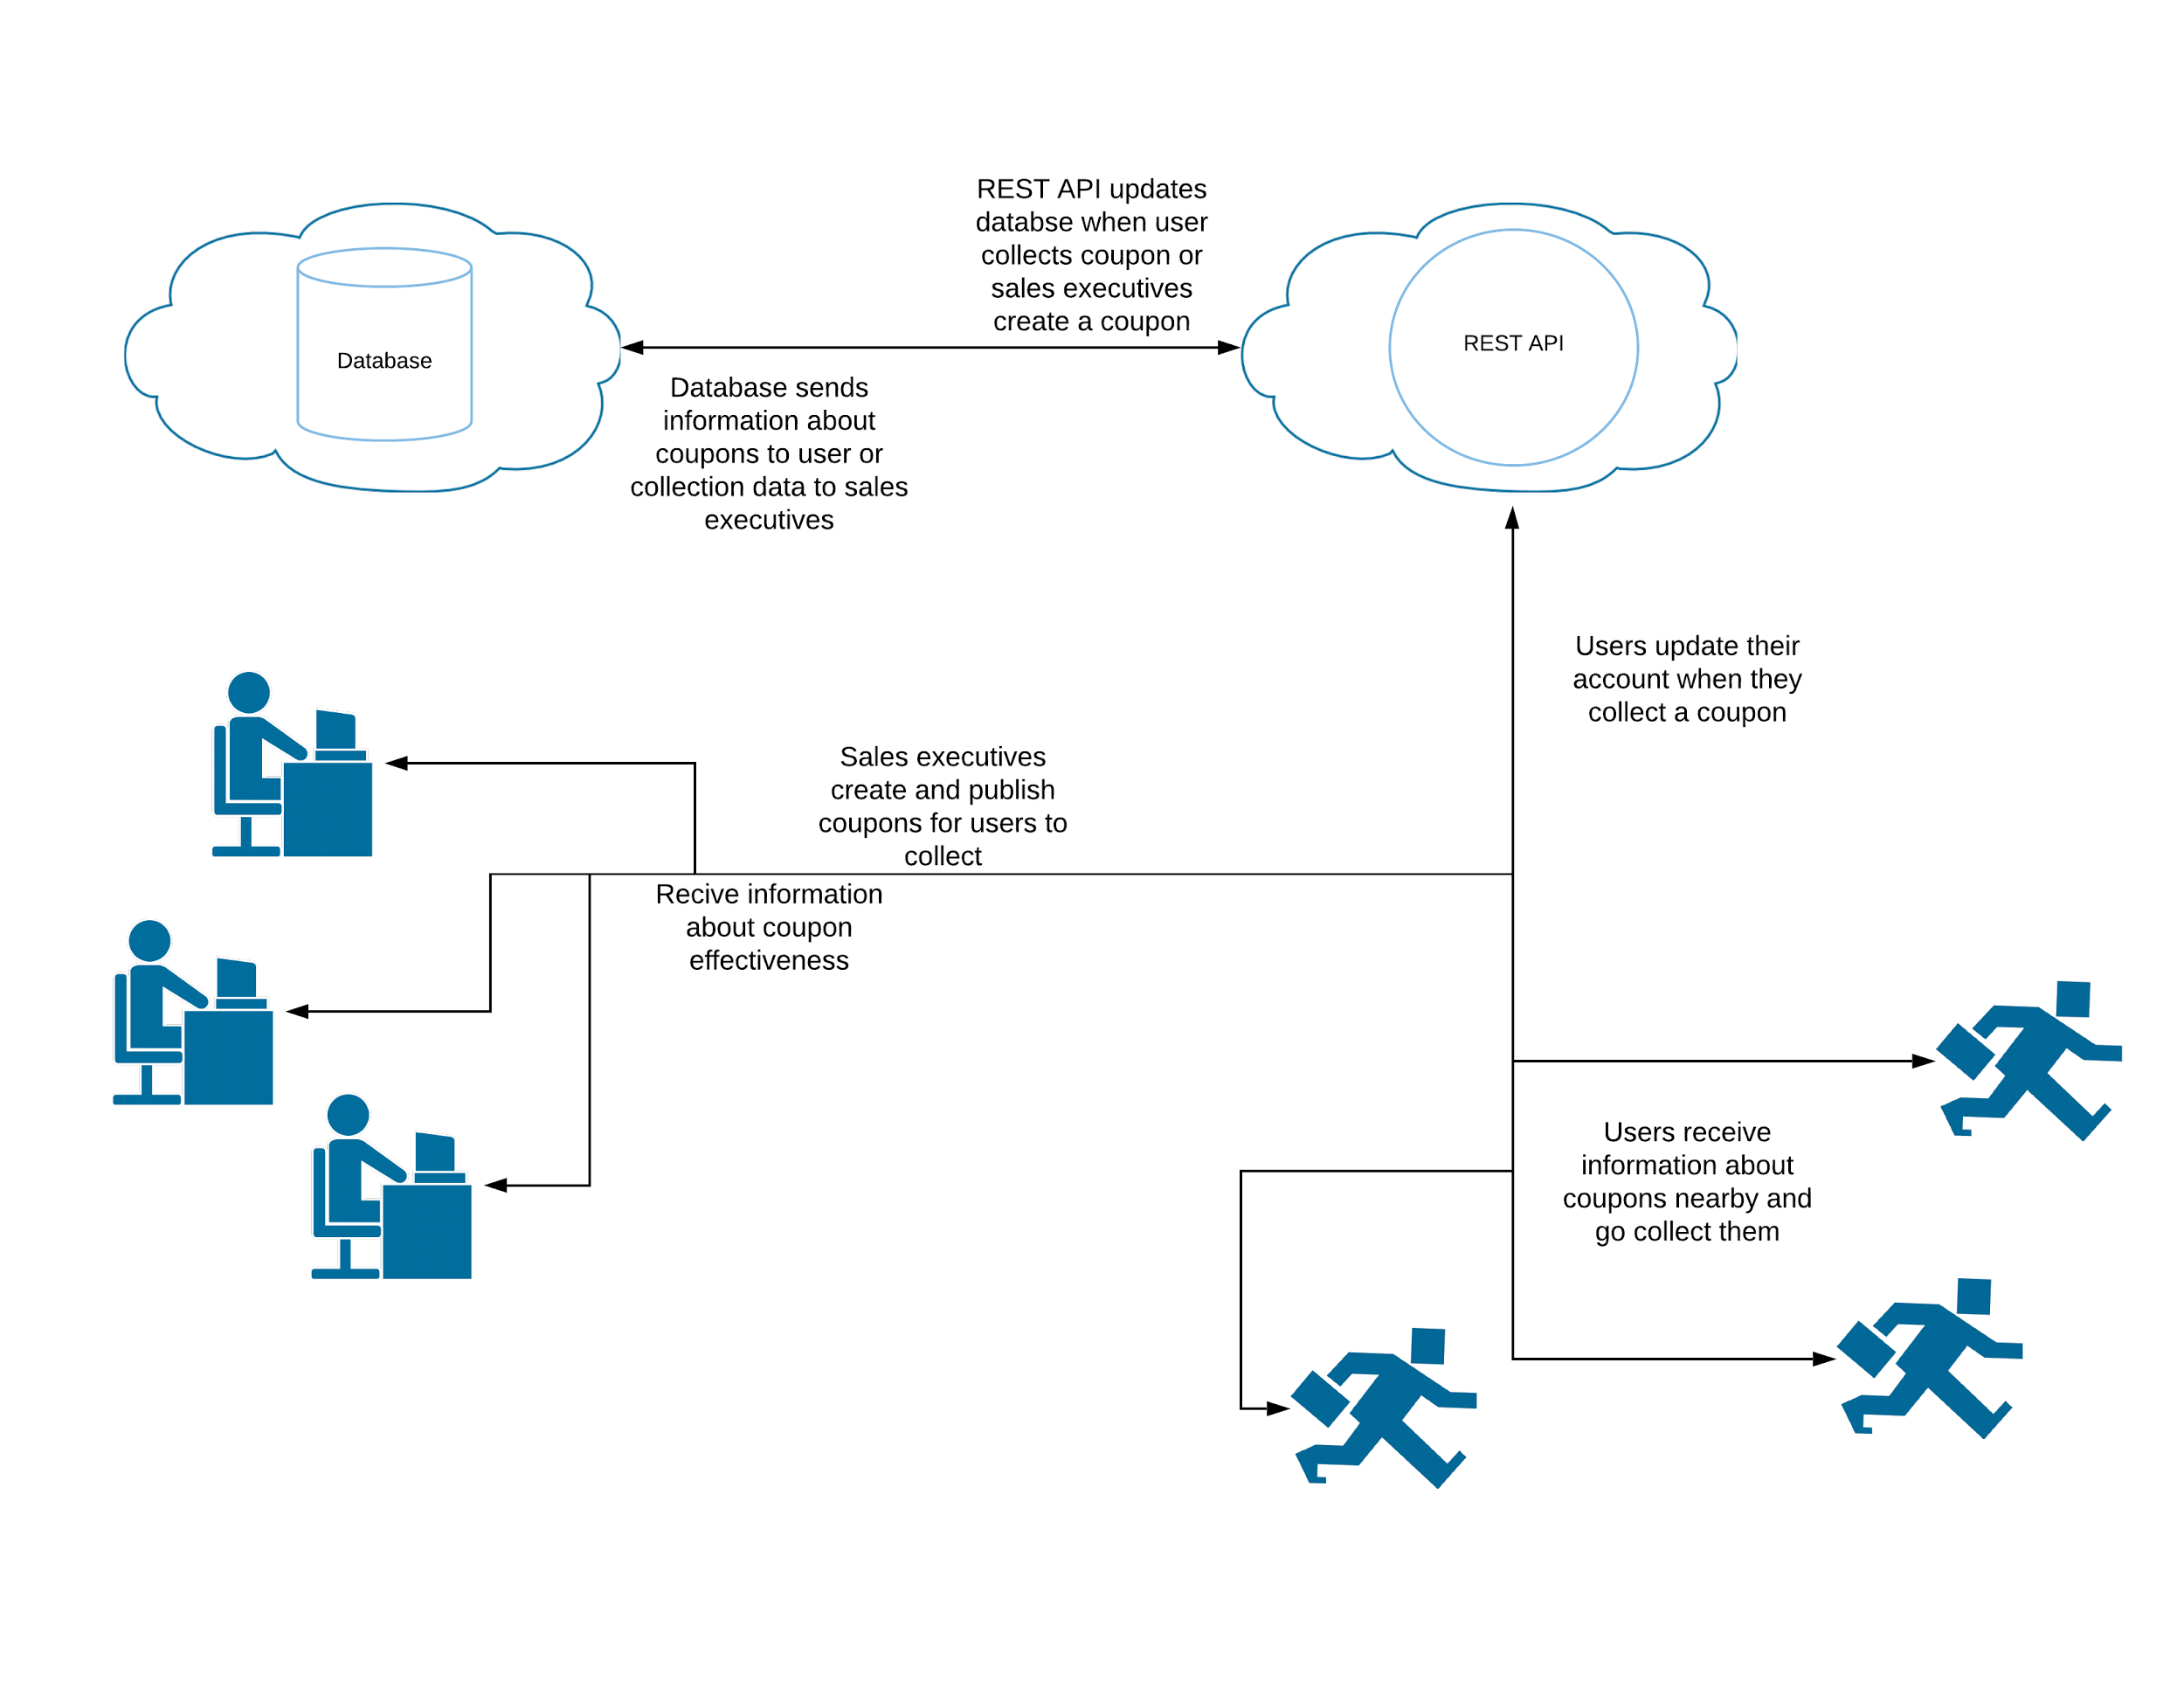 REST API updates
databse when user
collects coupon or
sales executives
create a coupon
Database
REST API
Database sends
information about
coupons to user or
collection data to sales
executives
Users update their
account when they
collect a coupon
Sales executives
create and publish
coupons for users to
collect
Recive information
about coupon
effectiveness
Users receive
information about
coupons nearby and
go collect them